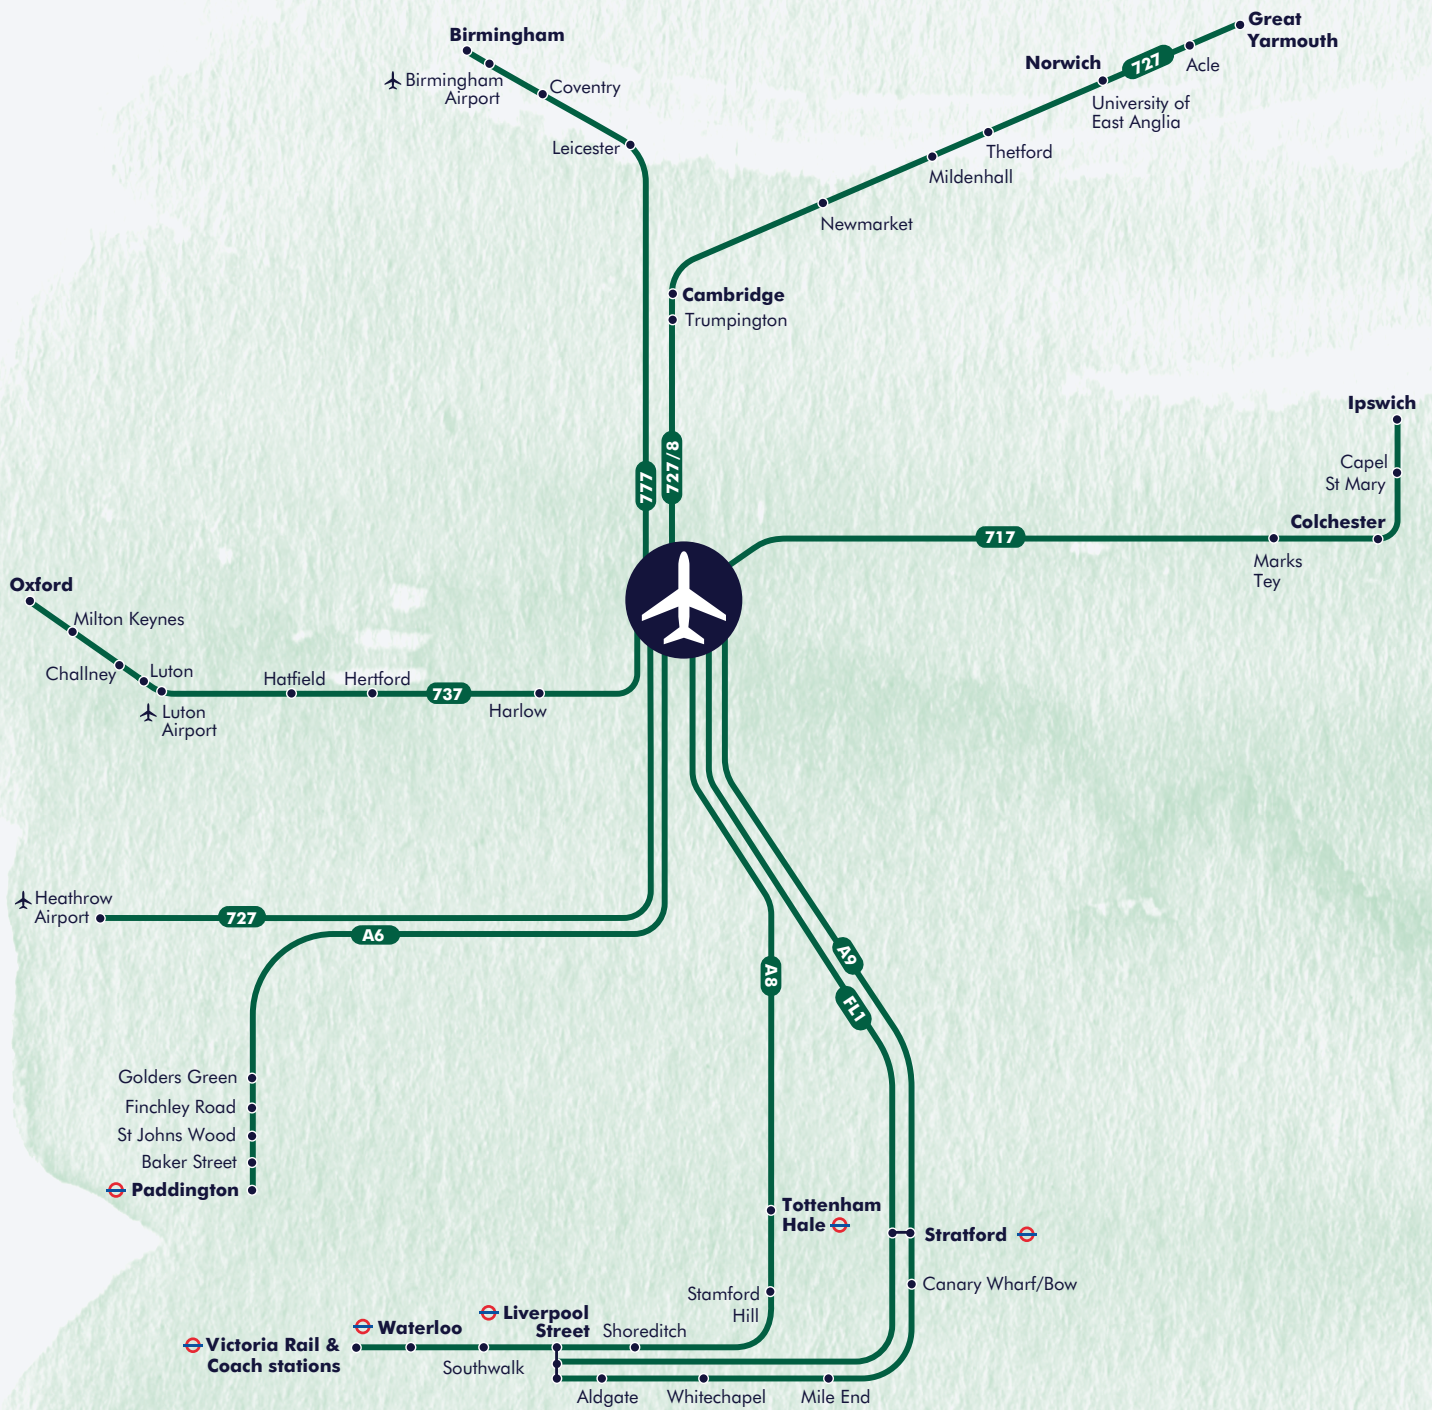 Birmingham
Birmingham
Airport
Coventry
Leicester
Great
Yarmouth
Norwich
727
Acle
University of
East Anglia
Thetford
Mildenhall
Newmarket
Cambridge
Trumpington
777
727/8
Ipswich
Capel
St Mary
Colchester
717
Marks
Tey
Oxford
Milton Keynes
Challney
Luton
Luton
Airport
Hatfield
Hertford
737
Harlow
Heathrow
Airport
727
A6
A8
A9
FL1
Golders Green
Finchley Road
St Johns Wood
Baker Street
Paddington
Tottenham
Hale
Stratford
Canary Wharf/Bow
Stamford
Hill
Liverpool
Street
Shoreditch
Waterloo
Victoria Rail &
Coach stations
Southwalk
Aldgate
Whitechapel
Mile End